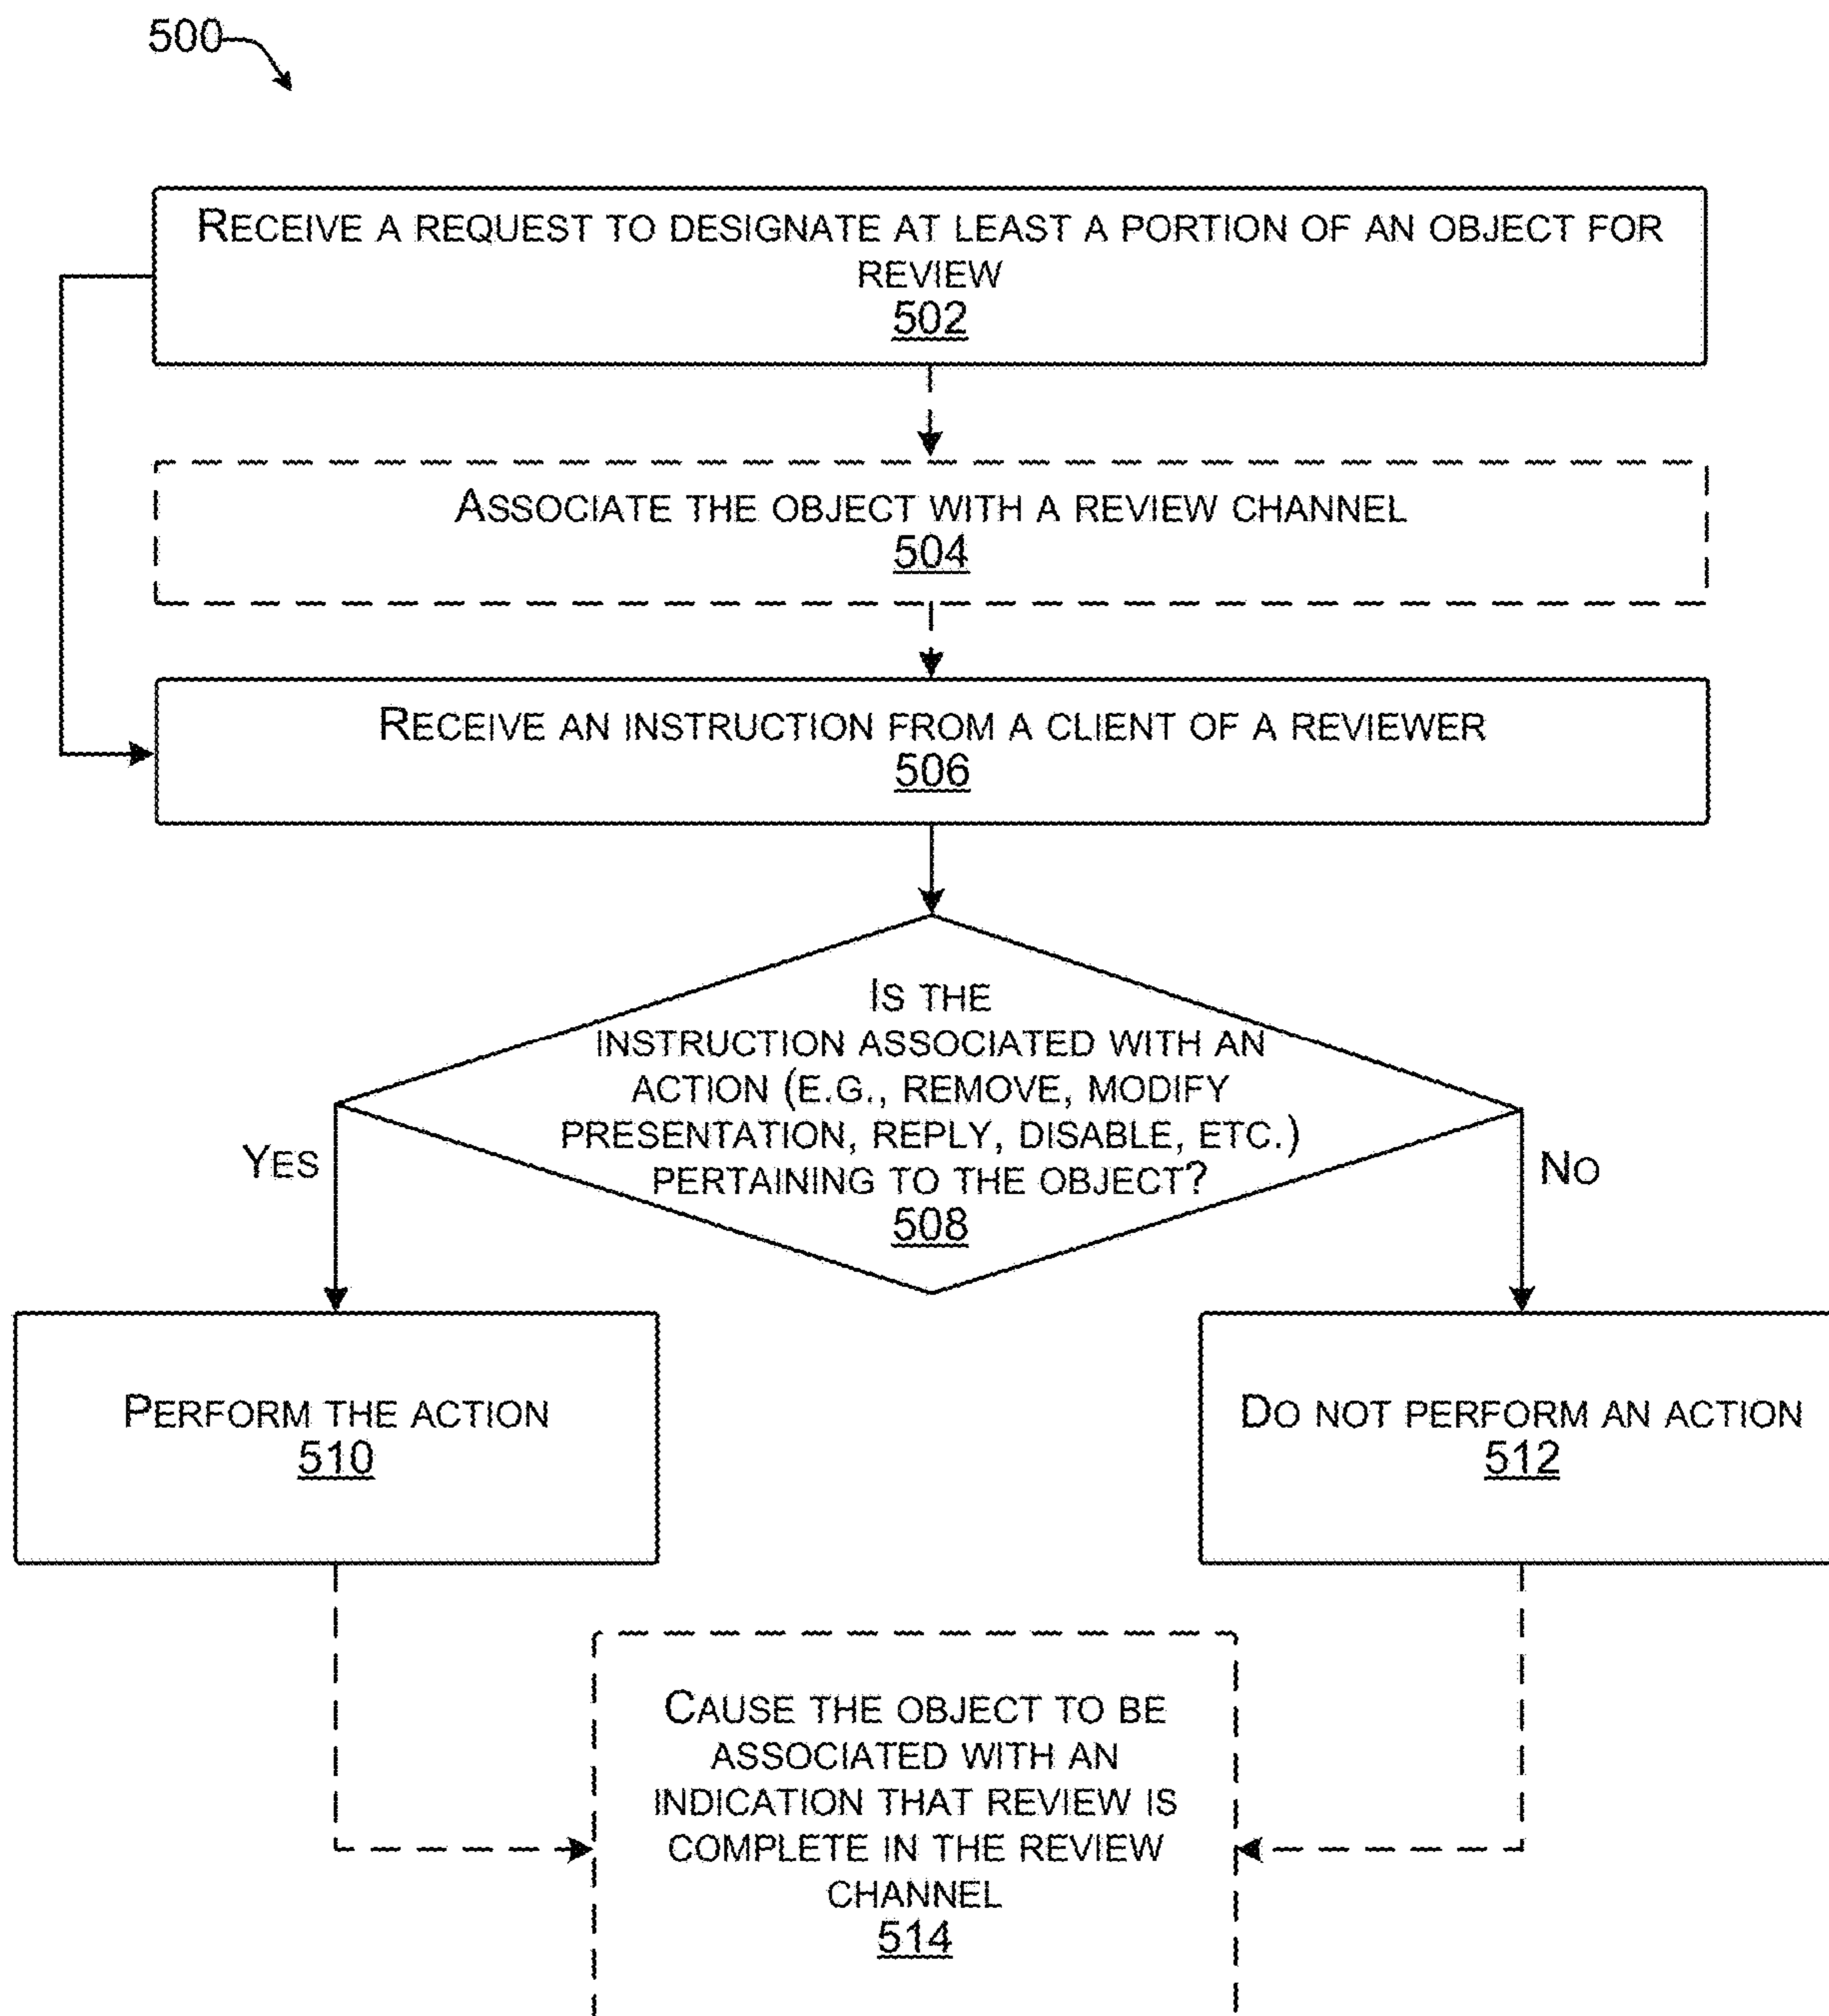 500
RECEIVE A REQUEST TO DESIGNATE AT LEAST A PORTION OF AN OBJECT FOR
REVIEW
502
ASSOCIATE THE OBJECT WITH A REVIEW CHANNEL
504
RECEIVE AN INSTRUCTION FROM A CLIENT OF A REVIEWER
506
IS THE
INSTRUCTION ASSOCIATED WITH AN
ACTION (E.G., REMOVE, MODIFY
PRESENTATION, REPLY, DISABLE, ETC.)
PERTAINING TO THE OBJECT?
508
YES
NO
PERFORM THE ACTION
510
DO NOT PERFORM AN ACTION
512
CAUSE THE OBJECT TO BE
ASSOCIATED WITH AN
INDICATION THAT REVIEW IS
COMPLETE IN THE REVIEW
CHANNEL
514